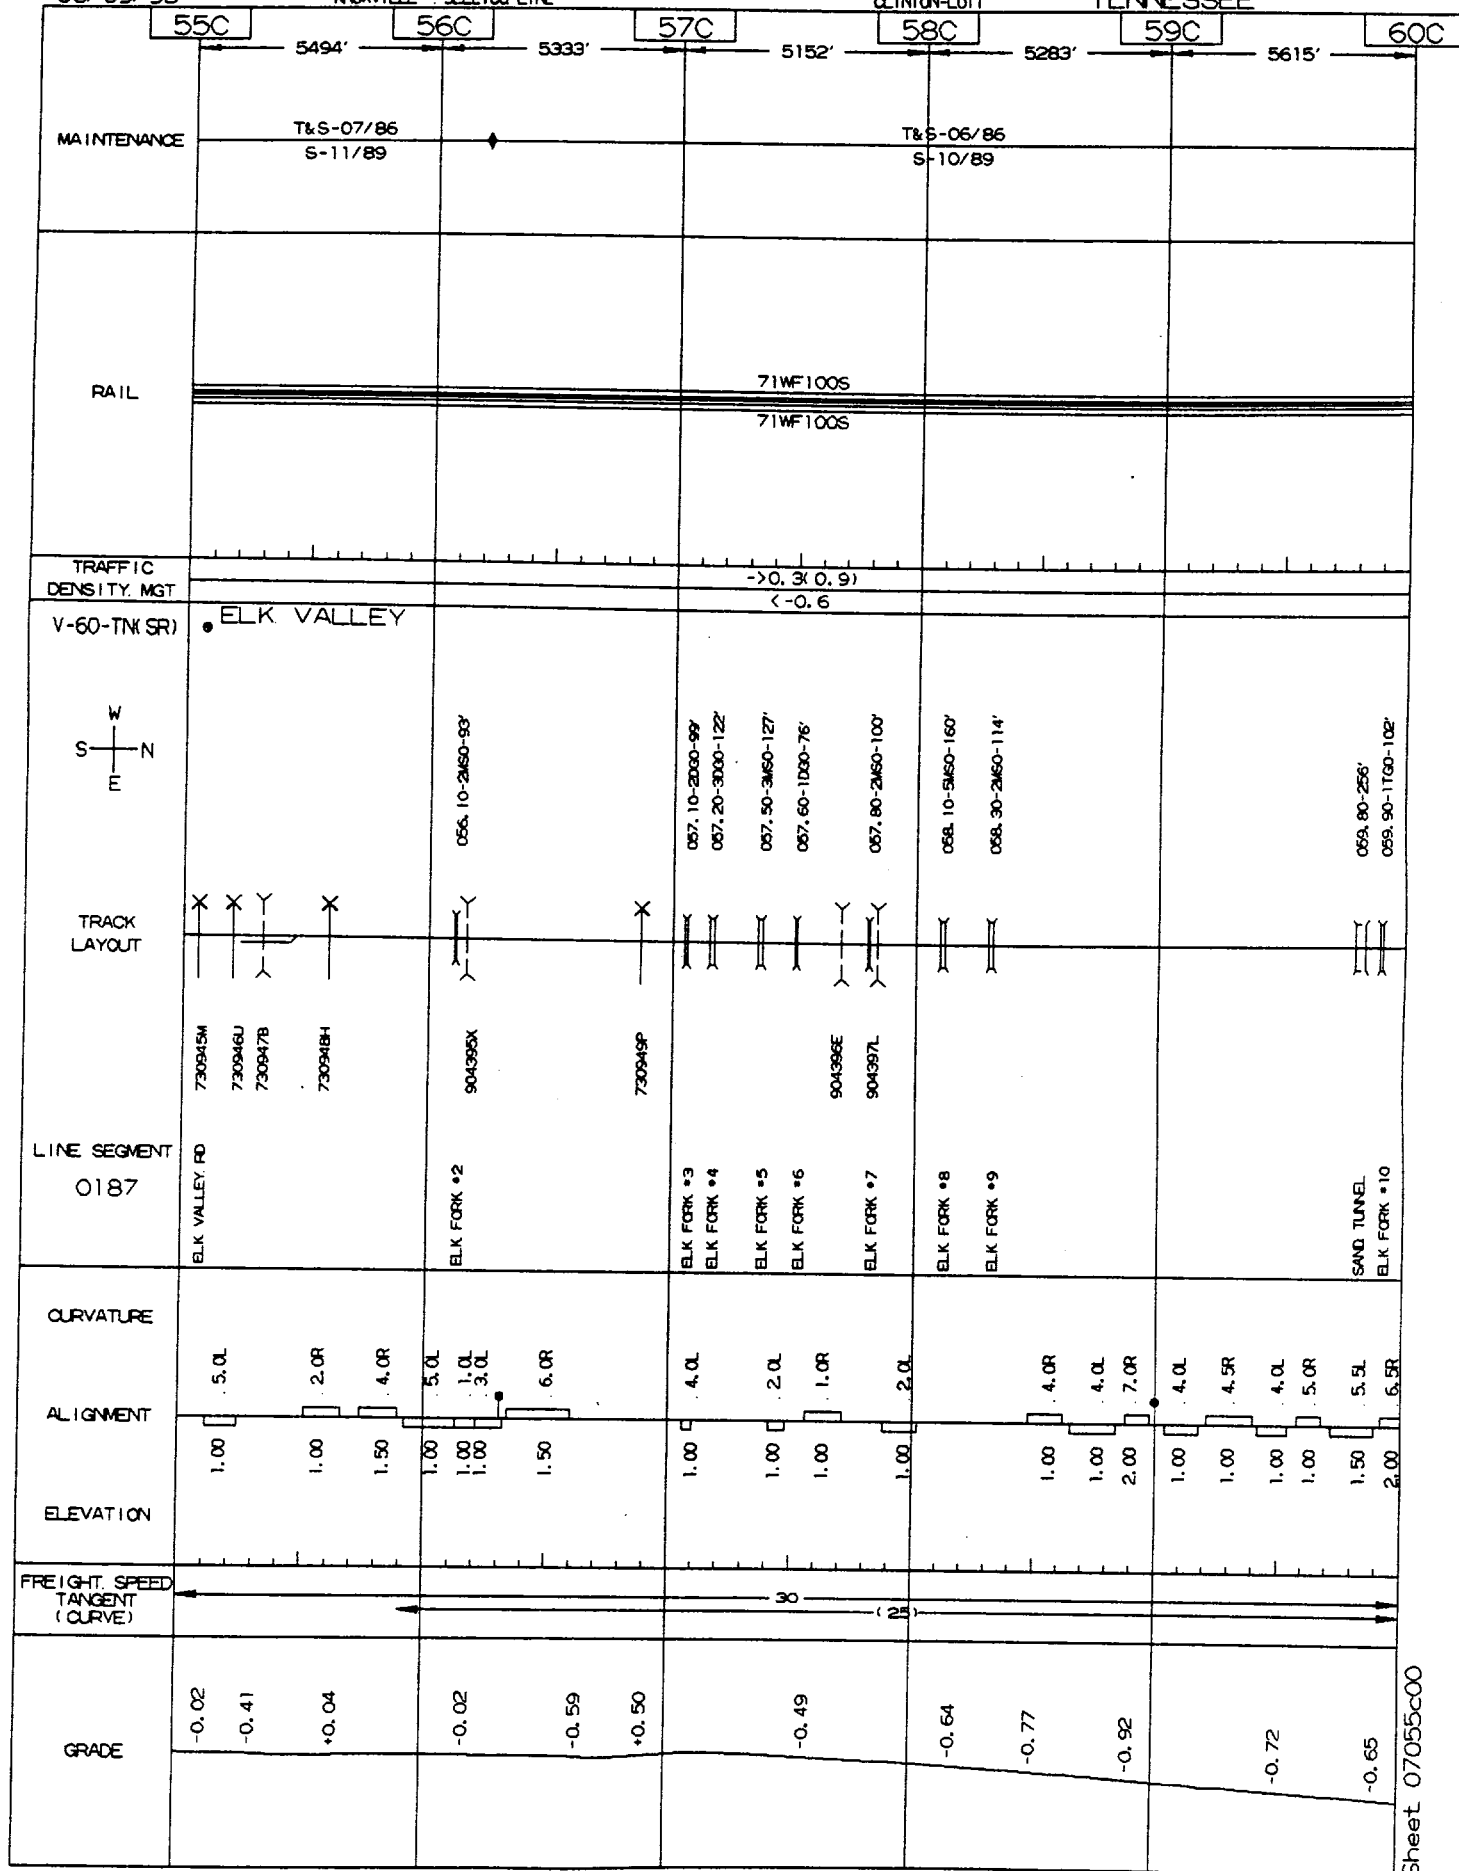 TENNESSEE
55C 56C 57C 58C 59C 60C
5494' 5333' 5152' 5283' 5615'
MAINTENANCE
T&S-07/86 T&S-06/86
S-11/89 S-10/89
RAIL
71WF100S
71WF100S
TRAFFIC
DENSITY. MGT
->0.3(0.9)
<-0.6
V-60-TN(SR)
ELK VALLEY
W
S N
E
056.10-2MSO-93'
057.10-2DGO-99'
057.20-3DGO-122'
057.50-3MSO-127'
057.60-1DGO-76'
057.80-2MSO-100'
058.10-5MSO-160'
058.30-2MSO-114'
059.80-256'
059.90-1TGO-102'
TRACK
LAYOUT
730945M
730946U
730947B
730948H
904395X
730949P
904396E
904397L
LINE SEGMENT
0187
ELK VALLEY RD
ELK FORK #2
ELK FORK #3
ELK FORK #4
ELK FORK #5
ELK FORK #6
ELK FORK #7
ELK FORK #8
ELK FORK #9
SAND TUNNEL
ELK FORK #10
CURVATURE
5.0L 2.0R 4.0R 5.0L 1.0L 3.0L 6.0R 4.0L 2.0L 1.0R 2.0L 4.0R 4.0L 7.0R 4.0L 4.5R 4.0L 5.0R 5.5L 6.5R
ALIGNMENT
1.00 1.00 1.50 1.00 1.00 1.00 1.50 1.00 1.00 1.00 1.00 1.00 1.00 2.00 1.00 1.00 1.00 1.00 1.50 2.00
ELEVATION
FREIGHT. SPEED
TANGENT
(CURVE)
30
(25)
GRADE
-0.02 -0.41 +0.04 -0.02 -0.59 +0.50 -0.49 -0.64 -0.77 -0.92 -0.72 -0.65
Sheet 07055c00